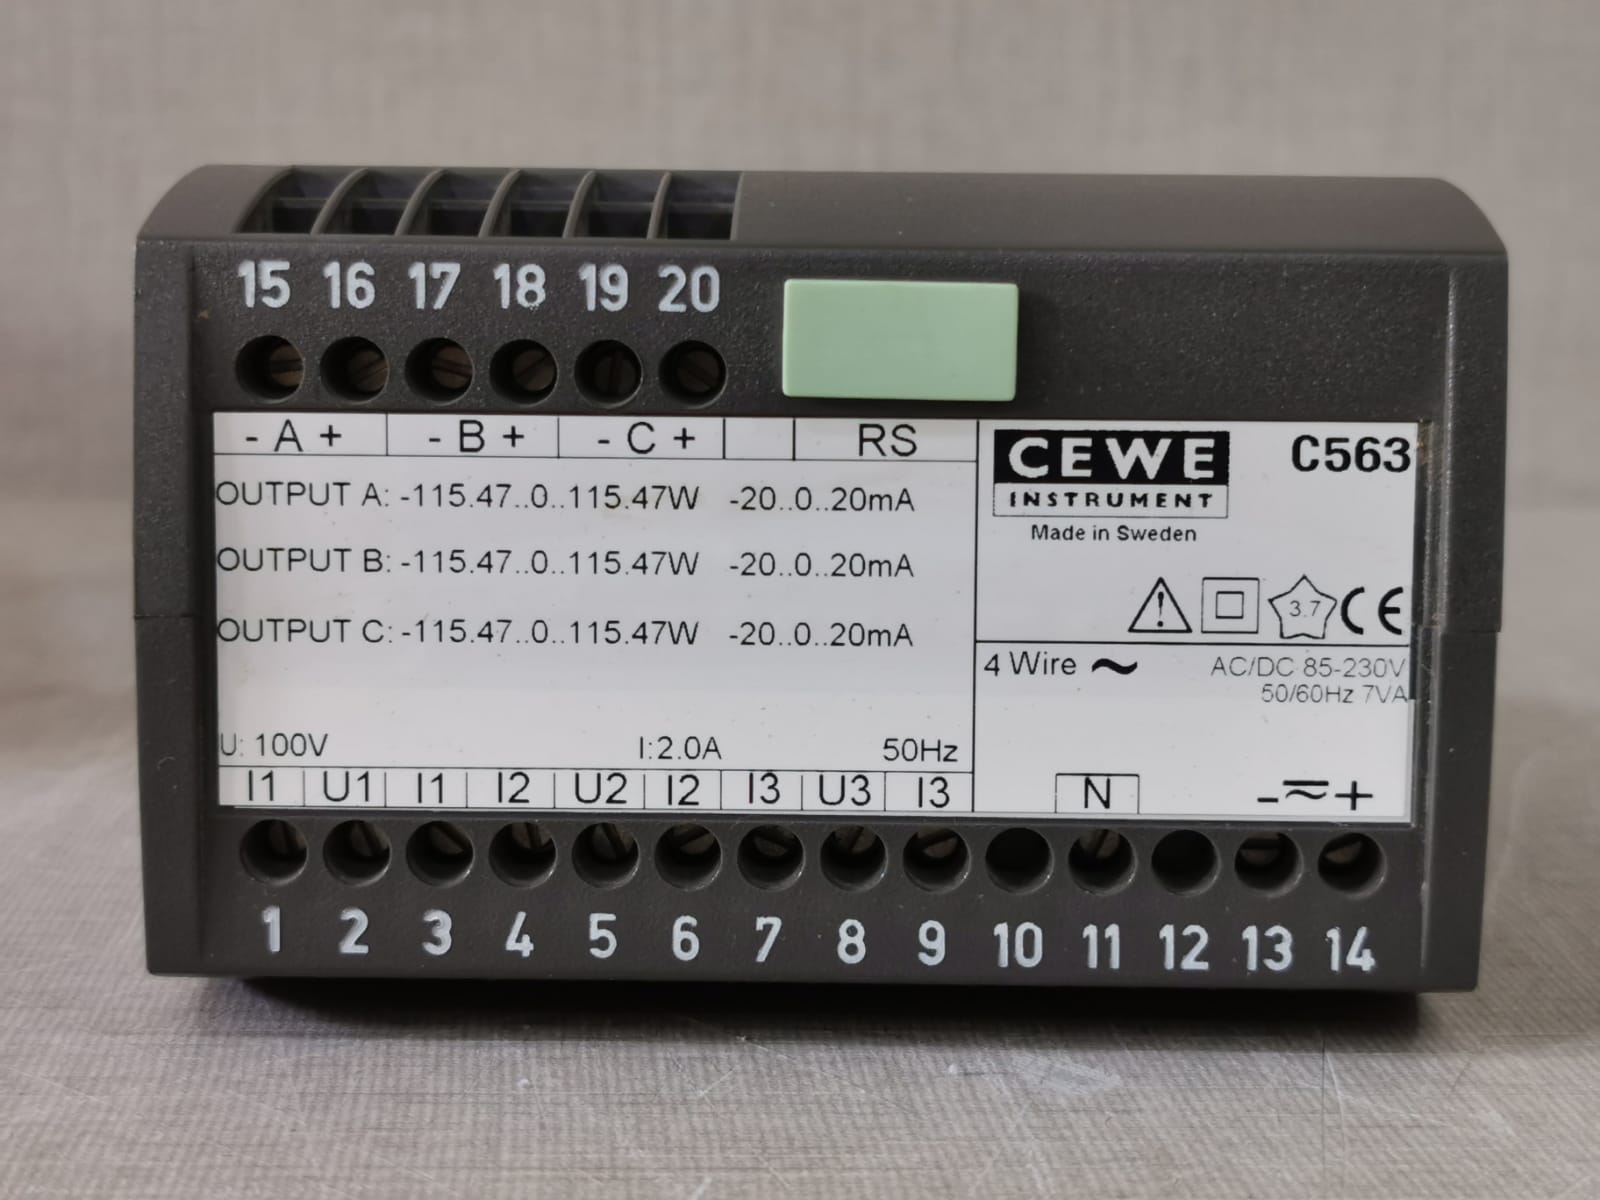 15 16 17 18 19 20
- A + - B + - C + RS
OUTPUT A: -115.47..0..115.47W -20..0..20mA
OUTPUT B: -115.47..0..115.47W -20..0..20mA
OUTPUT C: -115.47..0..115.47W -20..0..20mA
U: 100V I:2.0A 50Hz
I1 U1 I1 I2 U2 I2 I3 U3 I3
CEWE C563
INSTRUMENT
Made in Sweden
3.7 CE
4 Wire ~ AC/DC 85-230V
50/60Hz 7VA
N - ≂ +
1 2 3 4 5 6 7 8 9 10 11 12 13 14